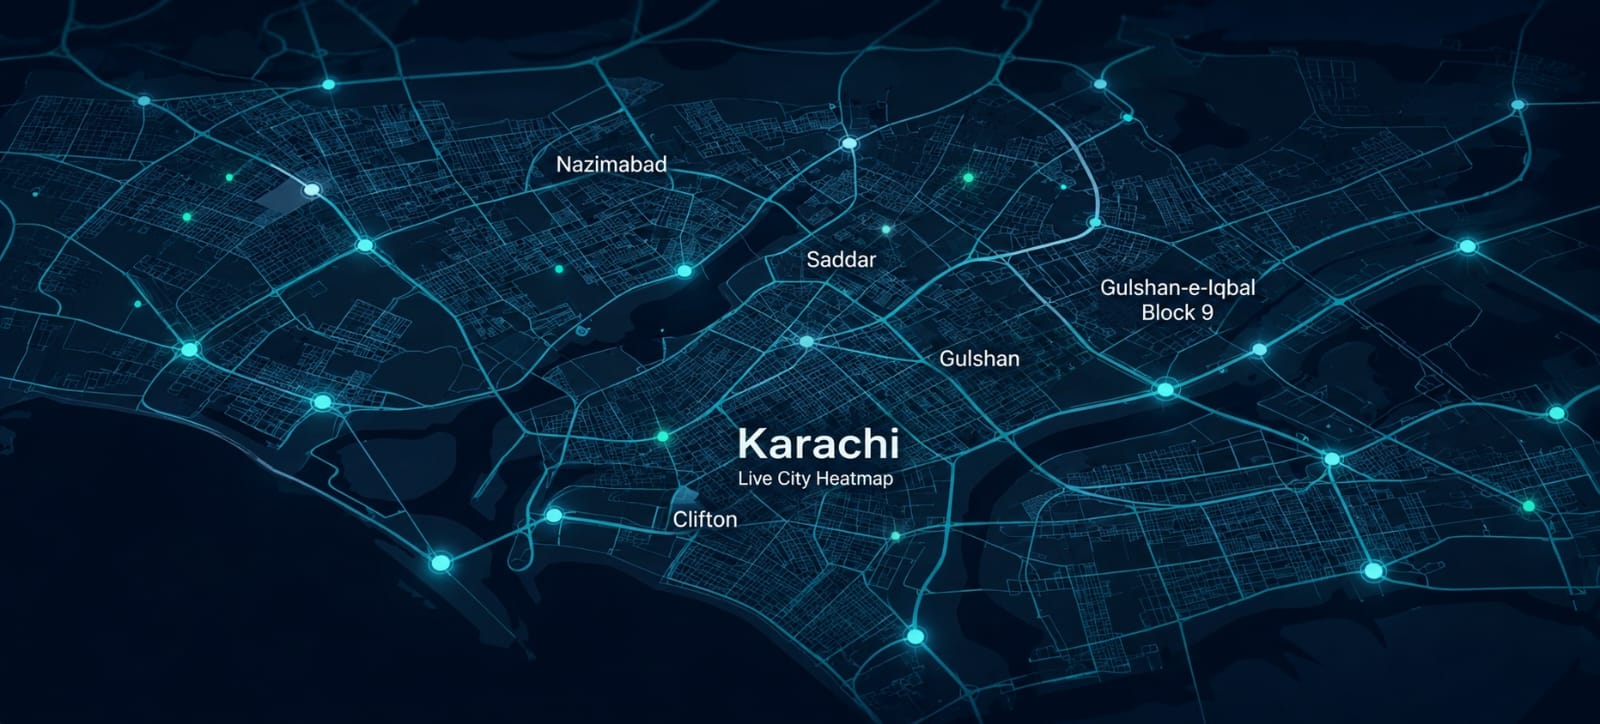 Nazimabad
Saddar
Gulshan-e-Iqbal
Block 9
Gulshan
Karachi
Live City Heatmap
Clifton